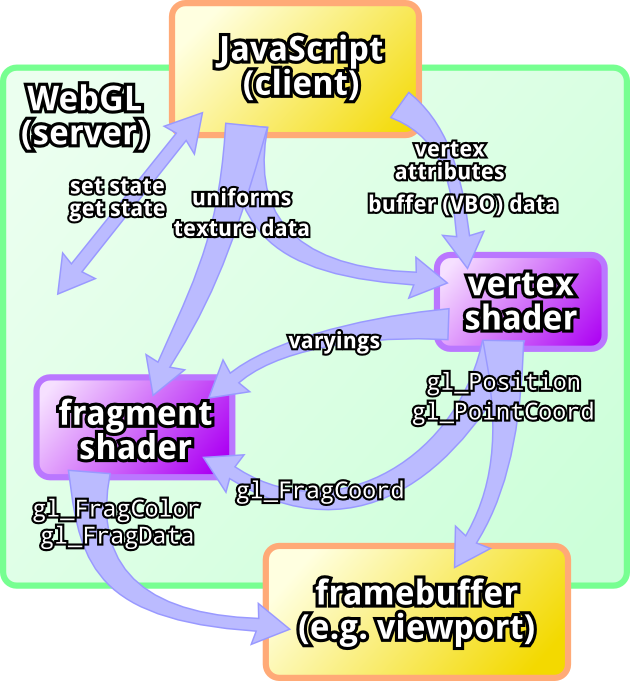 JavaScript
(client)
WebGL
(server)
vertex
attributes
buffer (VBO) data
set state
get state
uniforms
texture data
vertex
shader
varyings
gl_Position
gl_PointCoord
fragment
shader
gl_FragCoord
gl_FragColor
gl_FragData
framebuffer
(e.g. viewport)